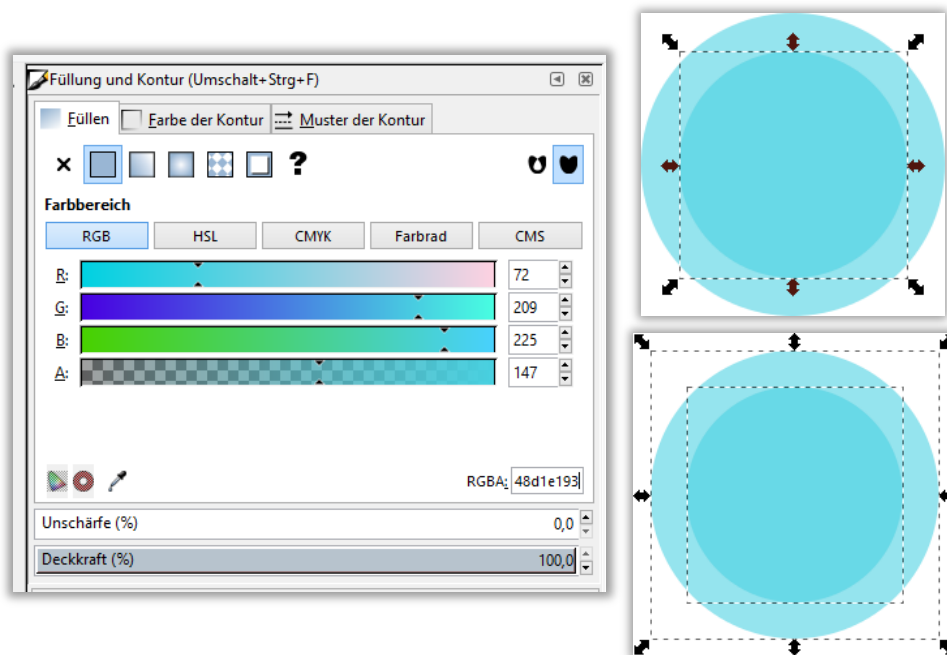 Füllung und Kontur (Umschalt+Strg+F)
Füllen Farbe der Kontur Muster der Kontur
?
Farbbereich
RGB HSL CMYK Farbrad CMS
R: 72
G: 209
B: 225
A: 147
RGBA: 48d1e193
Unschärfe (%) 0,0
Deckkraft (%) 100,0